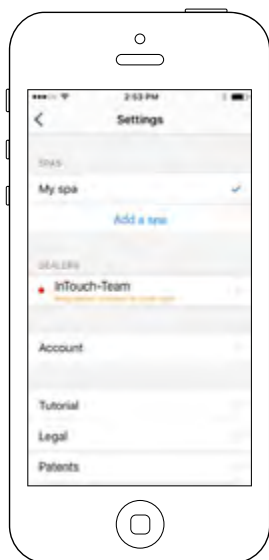 2:53 PM
Settings
SPAS
My spa
Add a spa
DEALERS
InTouch-Team
Account
Tutorial
Legal
Patents